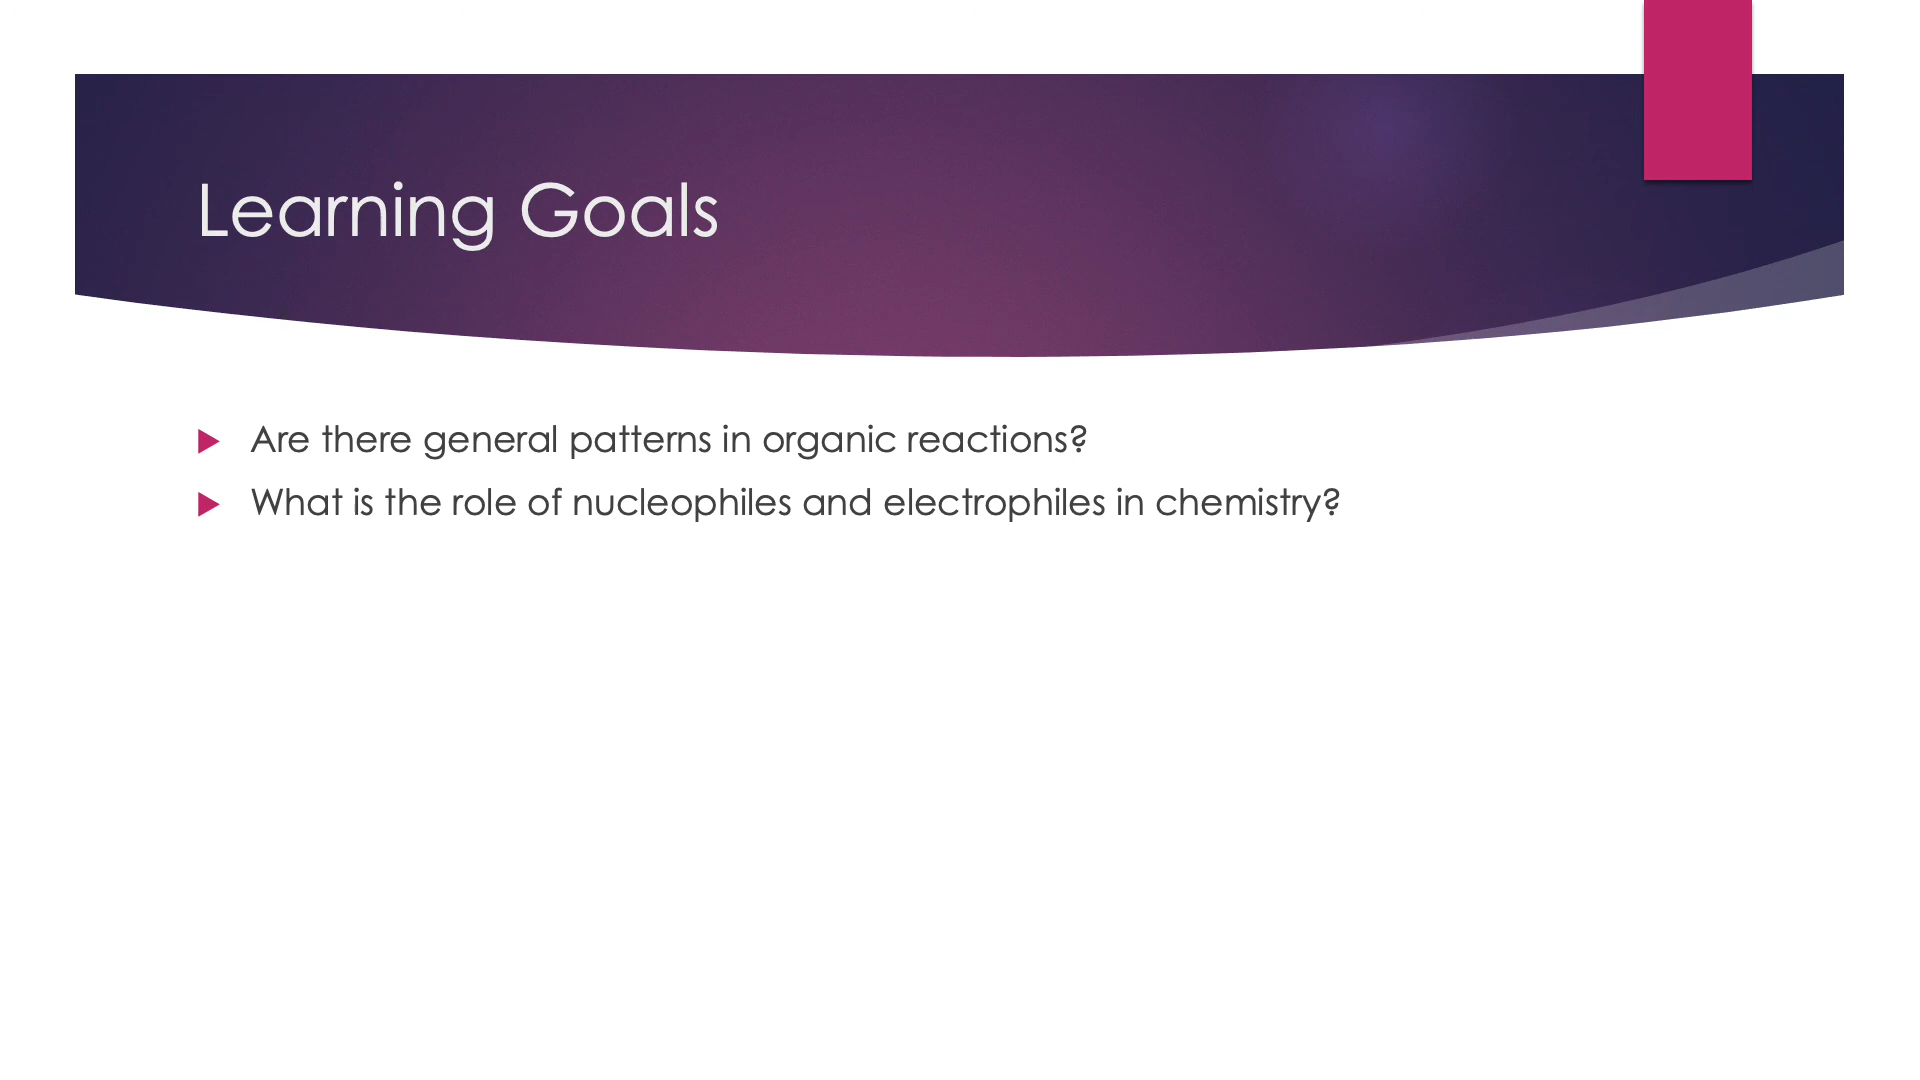 Learning Goals
Are there general patterns in organic reactions?
What is the role of nucleophiles and electrophiles in chemistry?